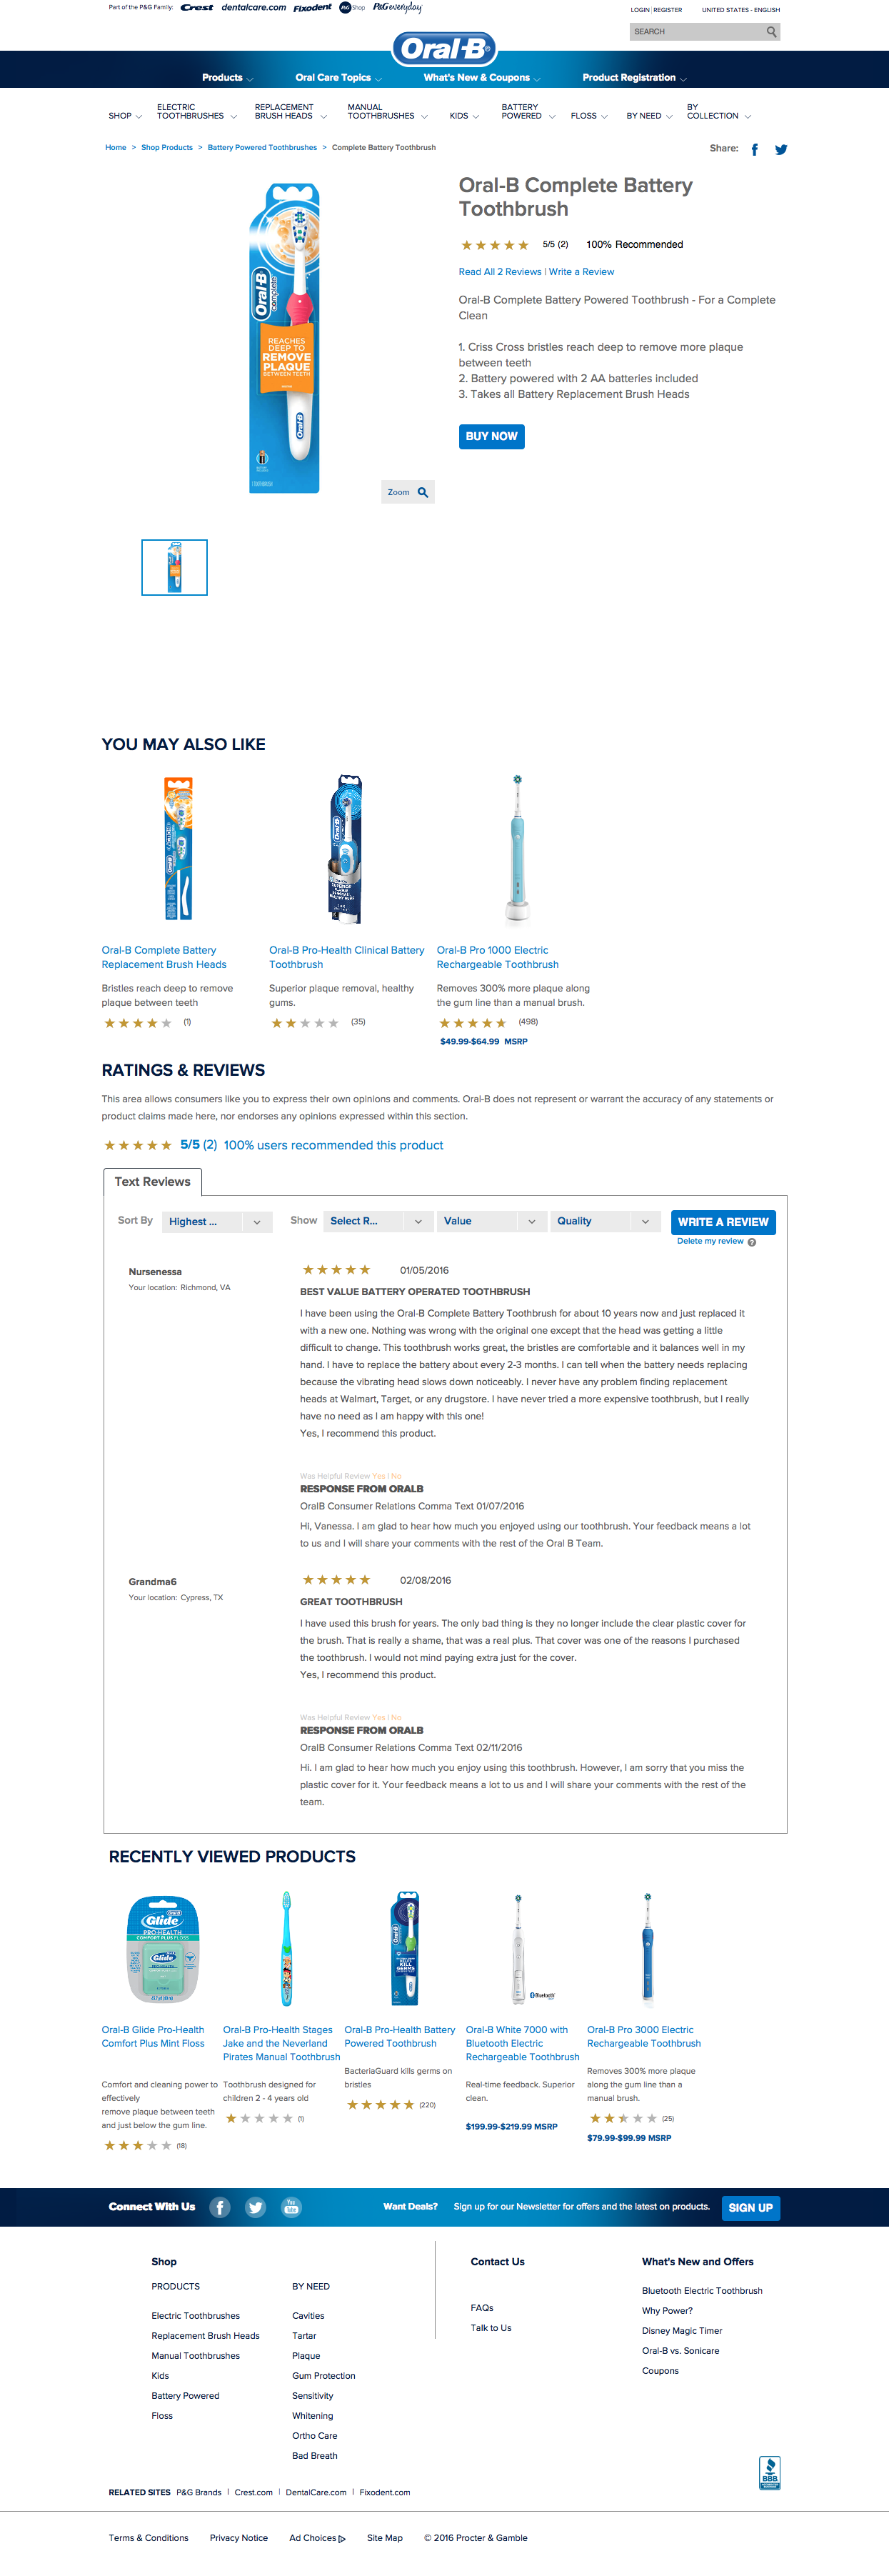 Part of the P&G Family: Crest dentalcare.com Fixodent P&G Shop P&G everyday
LOGIN | REGISTER UNITED STATES - ENGLISH
SEARCH
Oral-B
Products Oral Care Topics What's New & Coupons Product Registration
SHOP ELECTRIC TOOTHBRUSHES REPLACEMENT BRUSH HEADS MANUAL TOOTHBRUSHES KIDS BATTERY POWERED FLOSS BY NEED BY COLLECTION
Home > Shop Products > Battery Powered Toothbrushes > Complete Battery Toothbrush
Share:
Oral-B
complete
REACHES
DEEP TO
REMOVE
PLAQUE
BETWEEN TEETH
Oral-B
Zoom
Oral-B Complete Battery
Toothbrush
5/5 (2) 100% Recommended
Read All 2 Reviews | Write a Review
Oral-B Complete Battery Powered Toothbrush - For a Complete
Clean
1. Criss Cross bristles reach deep to remove more plaque
between teeth
2. Battery powered with 2 AA batteries included
3. Takes all Battery Replacement Brush Heads
BUY NOW
YOU MAY ALSO LIKE
Oral-B Complete Battery
Replacement Brush Heads
Bristles reach deep to remove
plaque between teeth
(1)
Oral-B Pro-Health Clinical Battery
Toothbrush
Superior plaque removal, healthy
gums.
(35)
Oral-B Pro 1000 Electric
Rechargeable Toothbrush
Removes 300% more plaque along
the gum line than a manual brush.
(498)
$49.99-$64.99 MSRP
RATINGS & REVIEWS
This area allows consumers like you to express their own opinions and comments. Oral-B does not represent or warrant the accuracy of any statements or
product claims made here, nor endorses any opinions expressed within this section.
5/5 (2) 100% users recommended this product
Text Reviews
Sort By Highest ... Show Select R... Value Quality WRITE A REVIEW
Delete my review ?
Nursenessa
Your location: Richmond, VA
01/05/2016
BEST VALUE BATTERY OPERATED TOOTHBRUSH
I have been using the Oral-B Complete Battery Toothbrush for about 10 years now and just replaced it
with a new one. Nothing was wrong with the original one except that the head was getting a little
difficult to change. This toothbrush works great, the bristles are comfortable and it balances well in my
hand. I have to replace the battery about every 2-3 months. I can tell when the battery needs replacing
because the vibrating head slows down noticeably. I never have any problem finding replacement
heads at Walmart, Target, or any drugstore. I have never tried a more expensive toothbrush, but I really
have no need as I am happy with this one!
Yes, I recommend this product.
Was Helpful Review Yes | No
RESPONSE FROM ORALB
OralB Consumer Relations Comma Text 01/07/2016
Hi, Vanessa. I am glad to hear how much you enjoyed using our toothbrush. Your feedback means a lot
to us and I will share your comments with the rest of the Oral B Team.
Grandma6
Your location: Cypress, TX
02/08/2016
GREAT TOOTHBRUSH
I have used this brush for years. The only bad thing is they no longer include the clear plastic cover for
the brush. That is really a shame, that was a real plus. That cover was one of the reasons I purchased
the toothbrush. I would not mind paying extra just for the cover.
Yes, I recommend this product.
Was Helpful Review Yes | No
RESPONSE FROM ORALB
OralB Consumer Relations Comma Text 02/11/2016
Hi. I am glad to hear how much you enjoy using this toothbrush. However, I am sorry that you miss the
plastic cover for it. Your feedback means a lot to us and I will share your comments with the rest of the
team.
RECENTLY VIEWED PRODUCTS
Glide
PRO-HEALTH
COMFORT PLUS FLOSS
Glide
Bluetooth
Oral-B Glide Pro-Health
Comfort Plus Mint Floss
Comfort and cleaning power to
effectively
remove plaque between teeth
and just below the gum line.
(18)
Oral-B Pro-Health Stages
Jake and the Neverland
Pirates Manual Toothbrush
Toothbrush designed for
children 2 - 4 years old
(1)
Oral-B Pro-Health Battery
Powered Toothbrush
BacteriaGuard kills germs on
bristles
(220)
Oral-B White 7000 with
Bluetooth Electric
Rechargeable Toothbrush
Real-time feedback. Superior
clean.
$199.99-$219.99 MSRP
Oral-B Pro 3000 Electric
Rechargeable Toothbrush
Removes 300% more plaque
along the gum line than a
manual brush.
(25)
$79.99-$99.99 MSRP
Connect With Us You Tube Want Deals? Sign up for our Newsletter for offers and the latest on products. SIGN UP
Shop
PRODUCTS
Electric Toothbrushes
Replacement Brush Heads
Manual Toothbrushes
Kids
Battery Powered
Floss
BY NEED
Cavities
Tartar
Plaque
Gum Protection
Sensitivity
Whitening
Ortho Care
Bad Breath
Contact Us
FAQs
Talk to Us
What's New and Offers
Bluetooth Electric Toothbrush
Why Power?
Disney Magic Timer
Oral-B vs. Sonicare
Coupons
BBB
RELATED SITES P&G Brands | Crest.com | DentalCare.com | Fixodent.com
Terms & Conditions Privacy Notice Ad Choices Site Map © 2016 Procter & Gamble